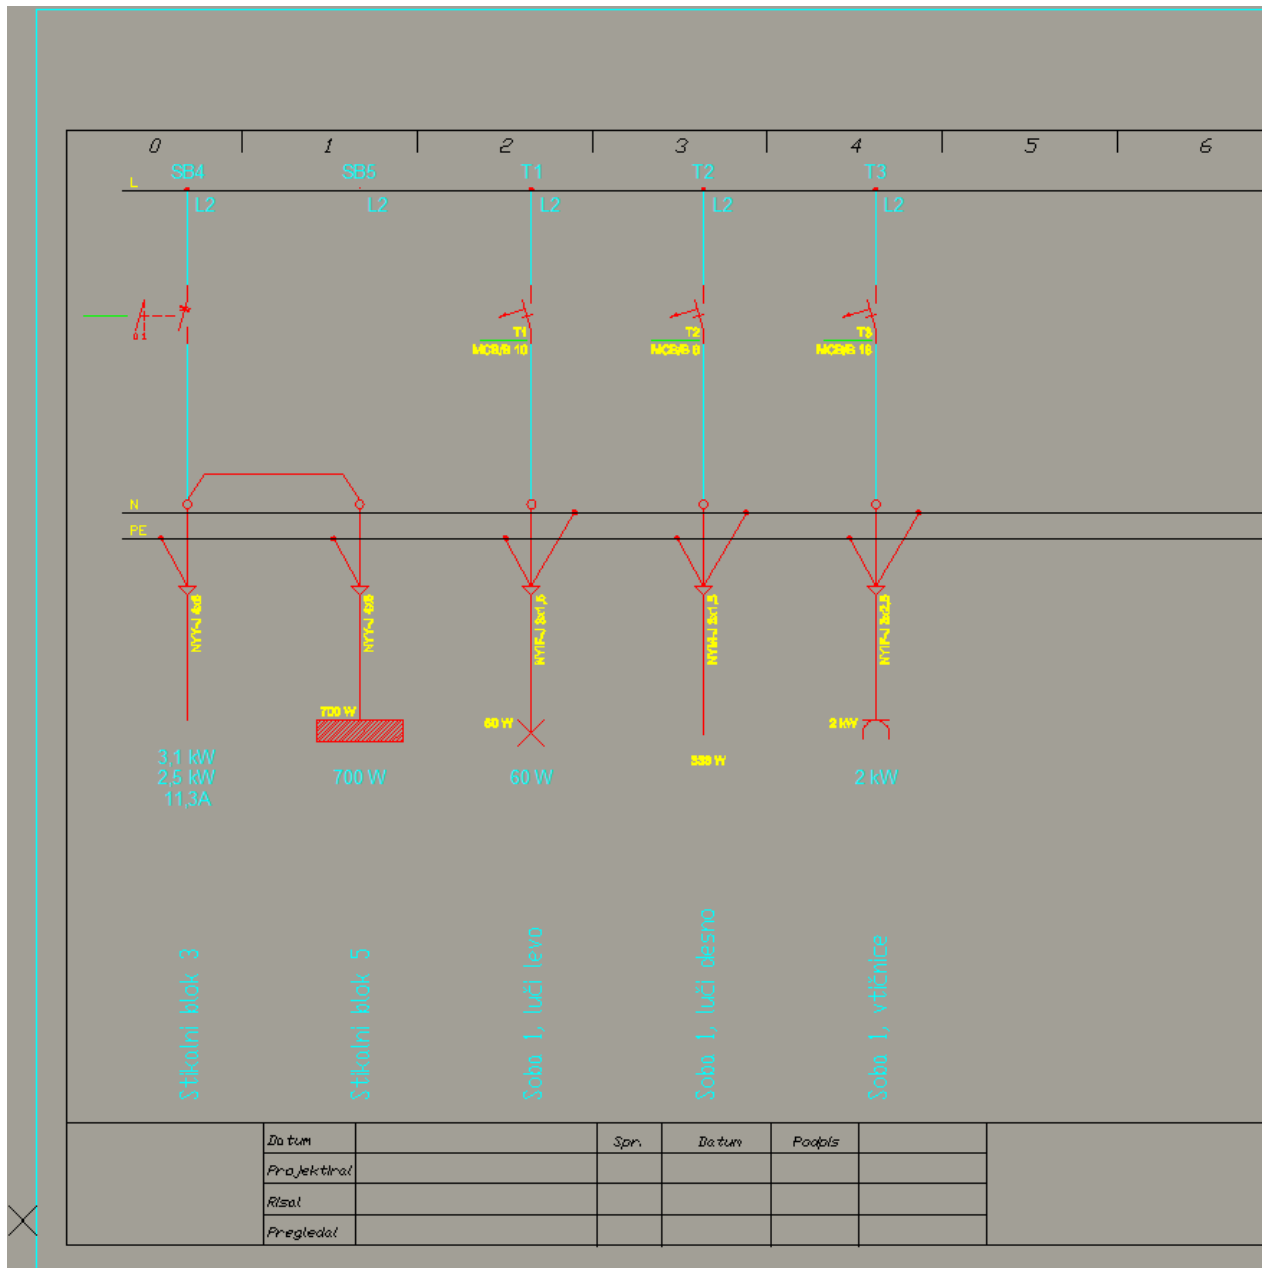 0 1 2 3 4 5 6
SB4 SB5 T1 T2 T3
L
L2 L2 L2 L2 L2
0 1
T1 T2 T3
MCB/B 10 MCB/B 6 MCB/B 16
N
PE
NYY-J NYY-J NYIF-J 3x1,5 NYM-J 3x1,5 NYIF-J 3x2,5
700 W
60 W
2 kW
3,1 kW
2,5 kW 700 W 60 W 2 kW
11,3A
Stikalni blok 3
Stikalni blok 5
Soba 1, luči levo
Soba 1, luči desno
Soba 1, vtičnice
Datum Spr. Datum Podpis
Projektiral
Risal
Pregledal